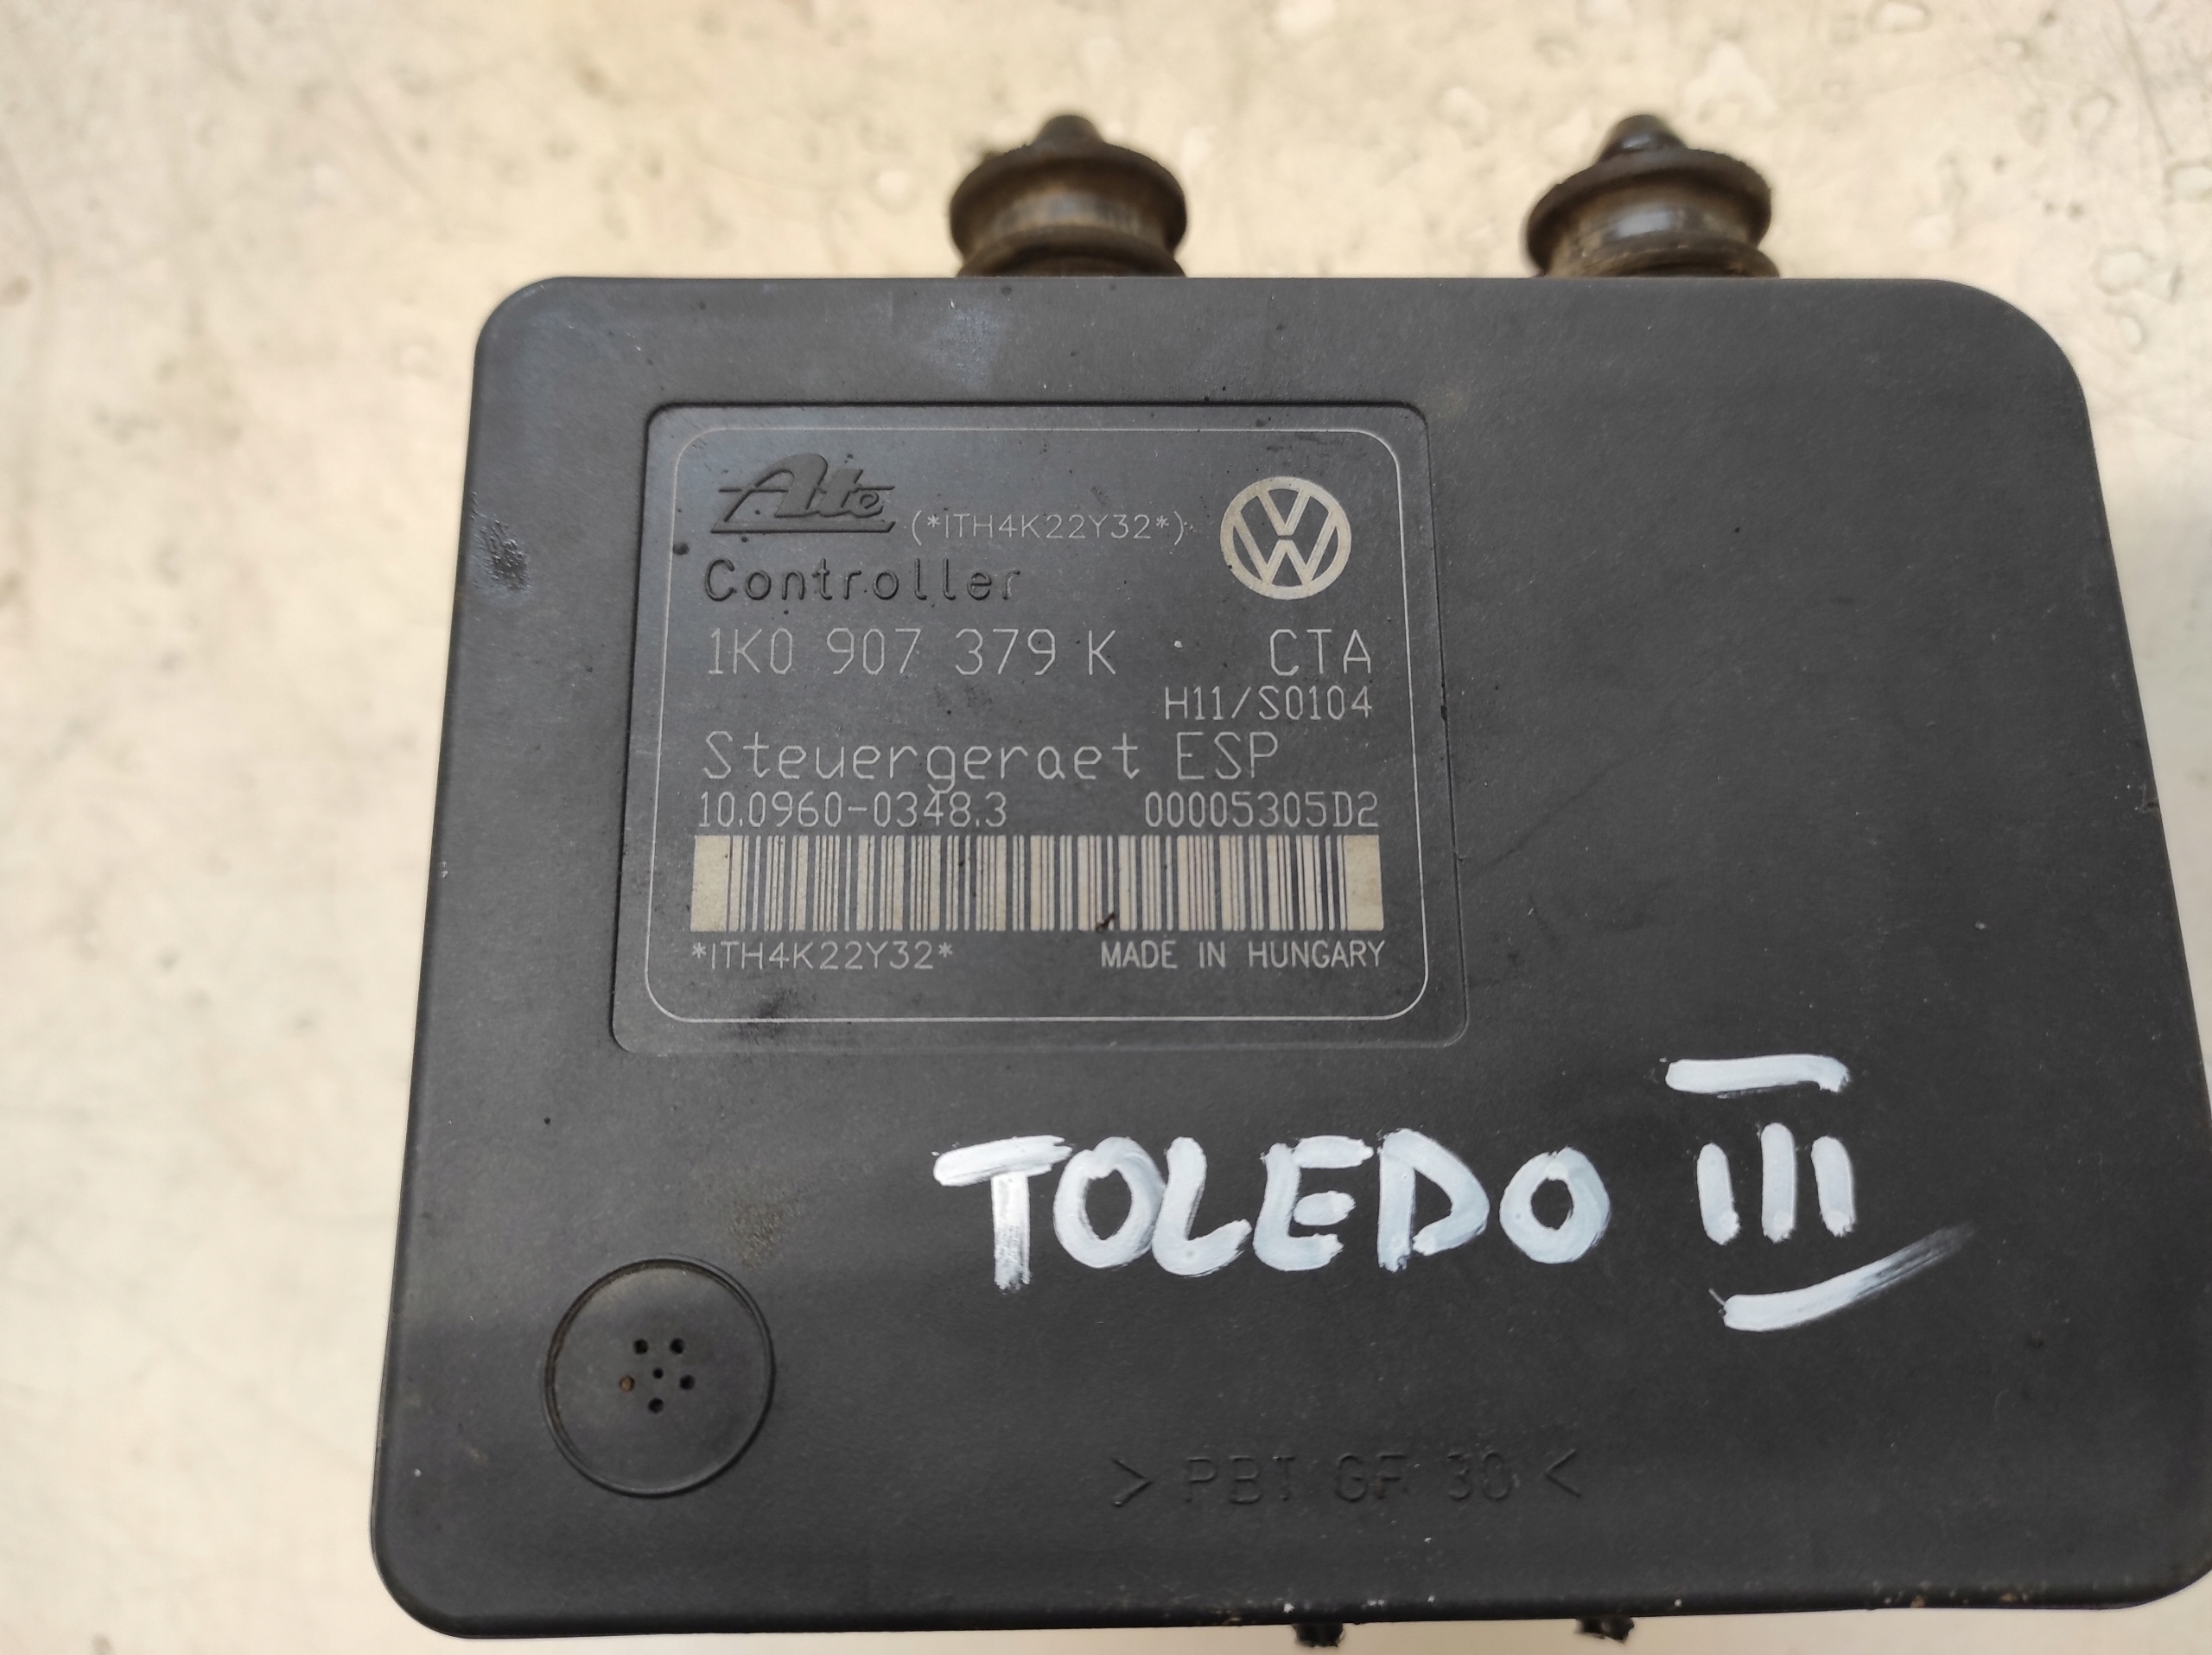 Ate (*ITH4K22Y32*) VW
Controller
1K0 907 379 K CTA
H11/S0104
Steuergeraet ESP
10.0960-0348.3 00005305D2
*ITH4K22Y32* MADE IN HUNGARY
TOLEDO III
> PBT GF 30 <